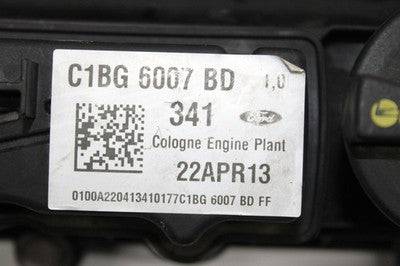 C1BG 6007 BD 1,0
341 Ford
Cologne Engine Plant
22APR13
0100A220413410177C1BG 6007 BD FF